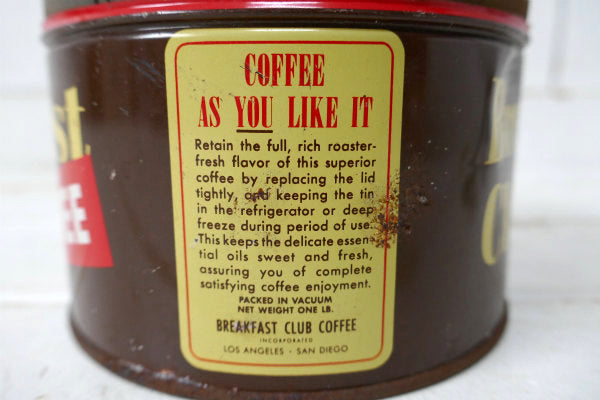 COFFEE
AS YOU LIKE IT
Retain the full, rich roaster-
fresh flavor of this superior
coffee by replacing the lid
tightly, and keeping the tin
in the refrigerator or deep
freeze during period of use.
This keeps the delicate essen-
tial oils sweet and fresh,
assuring you of complete
satisfying coffee enjoyment.
PACKED IN VACUUM
NET WEIGHT ONE LB.
BREAKFAST CLUB COFFEE
INCORPORATED
LOS ANGELES · SAN DIEGO
st.
EE